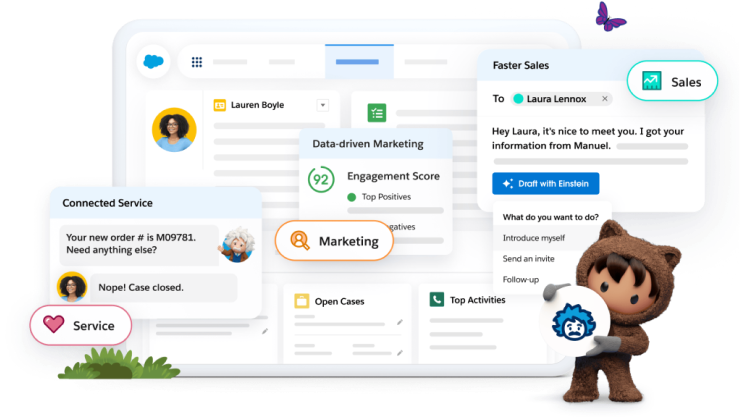 Lauren Boyle
Data-driven Marketing
92
Engagement Score
Top Positives
gatives
Marketing
Faster Sales
Sales
To
Laura Lennox
Hey Laura, it's nice to meet you. I got your
information from Manuel.
Draft with Einstein
What do you want to do?
Introduce myself
Send an invite
Follow-up
Connected Service
Your new order # is M09781.
Need anything else?
Nope! Case closed.
Service
Open Cases
Top Activities